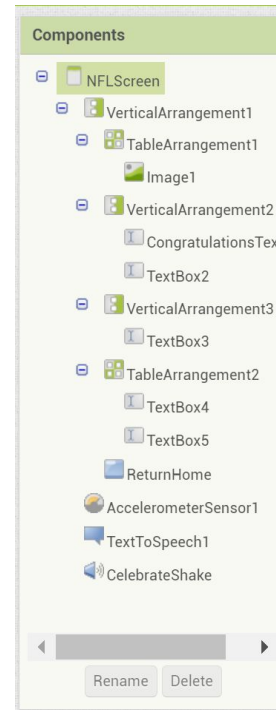 Components
NFLScreen
VerticalArrangement1
TableArrangement1
Image1
VerticalArrangement2
CongratulationsTex
TextBox2
VerticalArrangement3
TextBox3
TableArrangement2
TextBox4
TextBox5
ReturnHome
AccelerometerSensor1
TextToSpeech1
CelebrateShake
Rename Delete